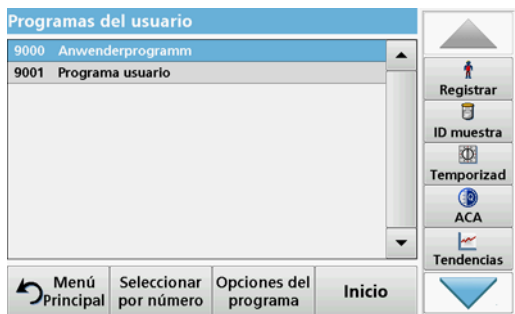 Programas del usuario
9000 Anwenderprogramm
9001 Programa usuario
Registrar
ID muestra
Temporizad
ACA
Tendencias
Menú
Principal
Seleccionar
por número
Opciones del
programa
Inicio